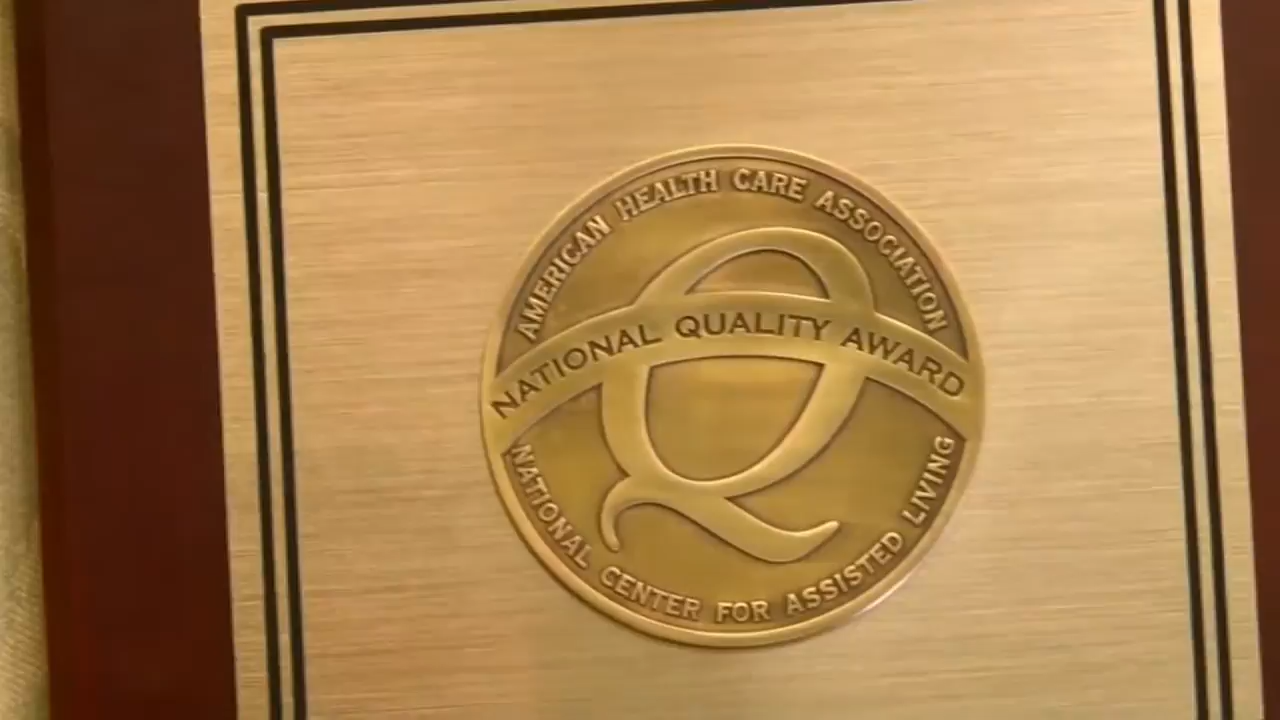 AMERICAN HEALTH CARE ASSOCIATION
NATIONAL QUALITY AWARD
NATIONAL CENTER FOR ASSISTED LIVING